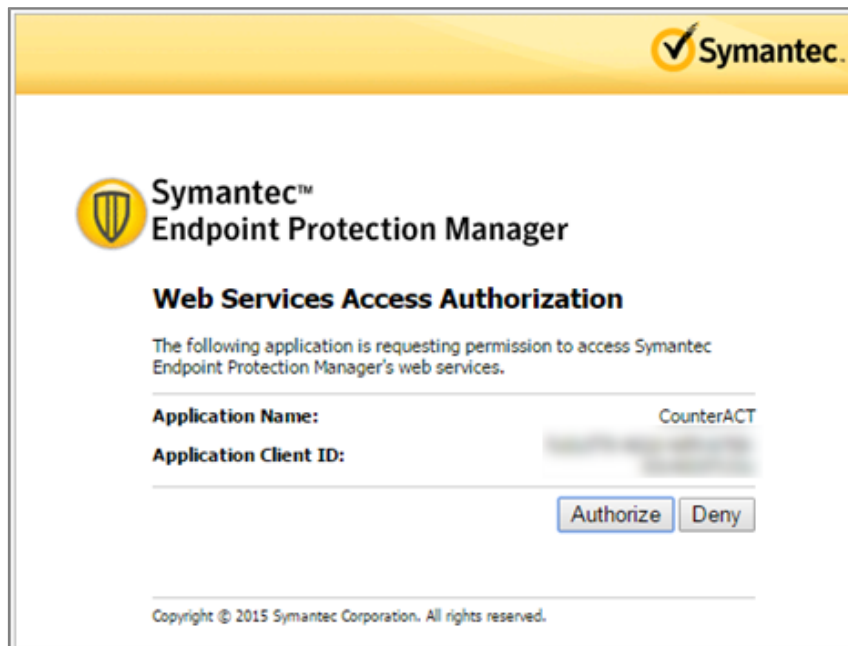 Symantec.
Symantec™
Endpoint Protection Manager
Web Services Access Authorization
The following application is requesting permission to access Symantec
Endpoint Protection Manager's web services.
Application Name: CounterACT
Application Client ID:
Authorize Deny
Copyright © 2015 Symantec Corporation. All rights reserved.